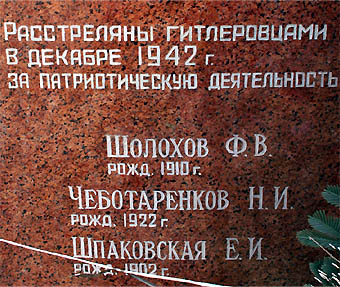 Расстреляны гитлеровцами
в декабре 1942 г.
за патриотическую деятельность
Шолохов Ф.В.
рожд. 1910 г.
Чеботаренков Н.И.
рожд. 1922 г.
Шпаковская Е.И.
рожд. 1902 г.